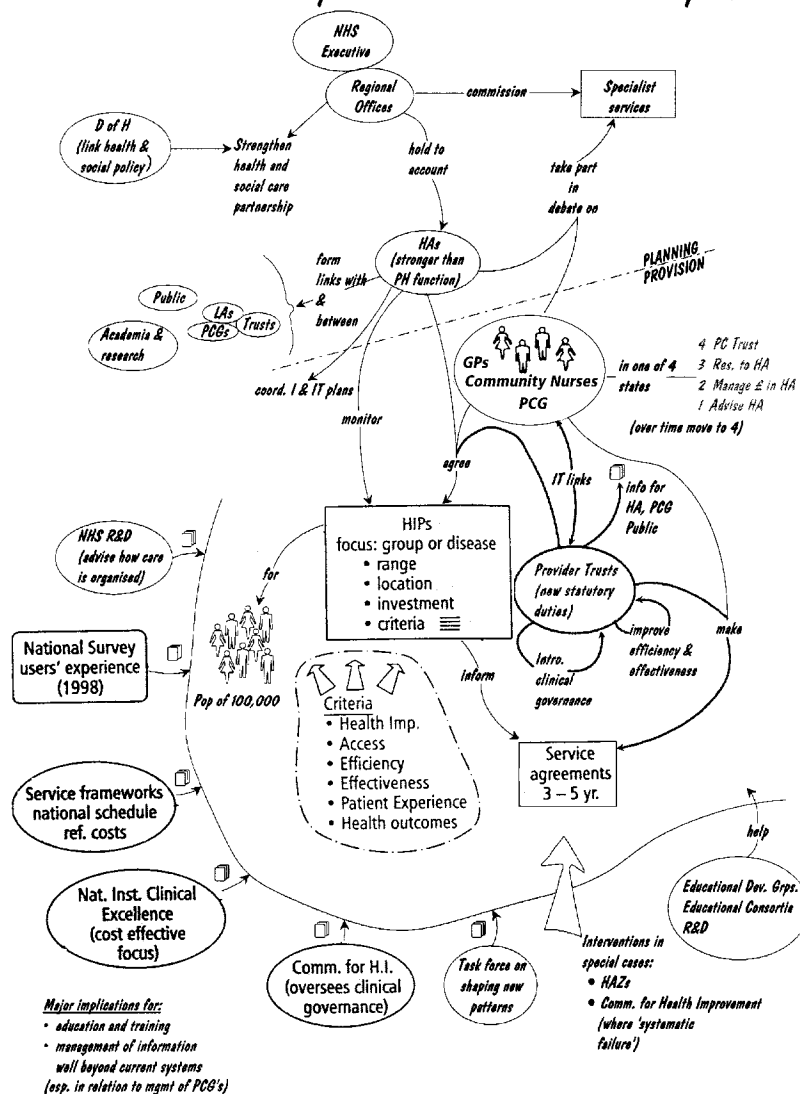 NHS
Executive
Regional
Offices
commission
Specialist
services
D of H
(link health &
social policy)
Strengthen
health and
social care
partnership
hold to
account
take part
in
debate on
HAs
(stronger than
PH function)
form
links with
&
between
PLANNING
PROVISION
Public
LAs
PCGs
Trusts
Academia &
research
GPs
Community Nurses
PCG
in one of 4
states
4 PC Trust
3 Res. to HA
2 Manage £ in HA
1 Advise HA
(over time move to 4)
coord. I & IT plans
monitor
agree
IT links
info for
HA, PCG
Public
NHS R&D
(advise how care
is organised)
for
HIPs
focus: group or disease
• range
• location
• investment
• criteria
Provider Trusts
(new statutory
duties)
improve
efficiency &
effectiveness
make
Intro.
clinical
governance
National Survey
users' experience
(1998)
Pop of 100,000
inform
Criteria
• Health Imp.
• Access
• Efficiency
• Effectiveness
• Patient Experience
• Health outcomes
Service
agreements
3 – 5 yr.
Service frameworks
national schedule
ref. costs
help
Nat. Inst. Clinical
Excellence
(cost effective
focus)
Educational Dev. Grps.
Educational Consortia
R&D
Comm. for H.I.
(oversees clinical
governance)
Task force on
shaping new
patterns
Interventions in
special cases:
• HAZs
• Comm. for Health Improvement
(where 'systematic
failure')
Major implications for:
• education and training
• management of information
well beyond current systems
(esp. in relation to mgmt of PCG's)